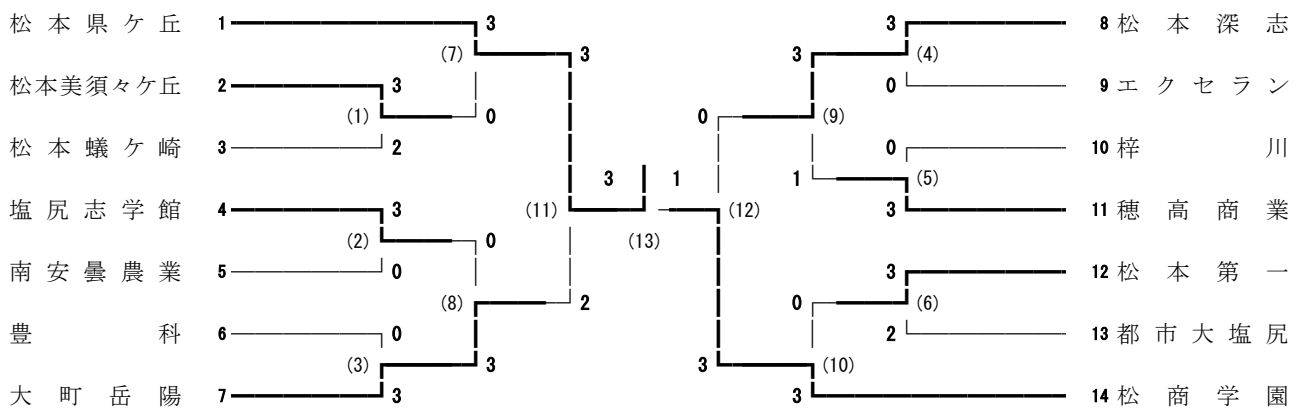 松本県ケ丘 1 3 3 8 松本深志
(7) 3 3 (4)
松本美須々ケ丘 2 3 0 9 エクセラン
(1) 0 0 (9)
松本蟻ケ崎 3 2 0 10 梓川
3 1 1 (5)
塩尻志学館 4 3 (11) (12) 3 11 穂高商業
(2) 0 (13)
南安曇農業 5 0 3 12 松本第一
(8) 2 0 (6)
豊科 6 0 2 13 都市大塩尻
(3) 3 3 (10)
大町岳陽 7 3 3 14 松商学園